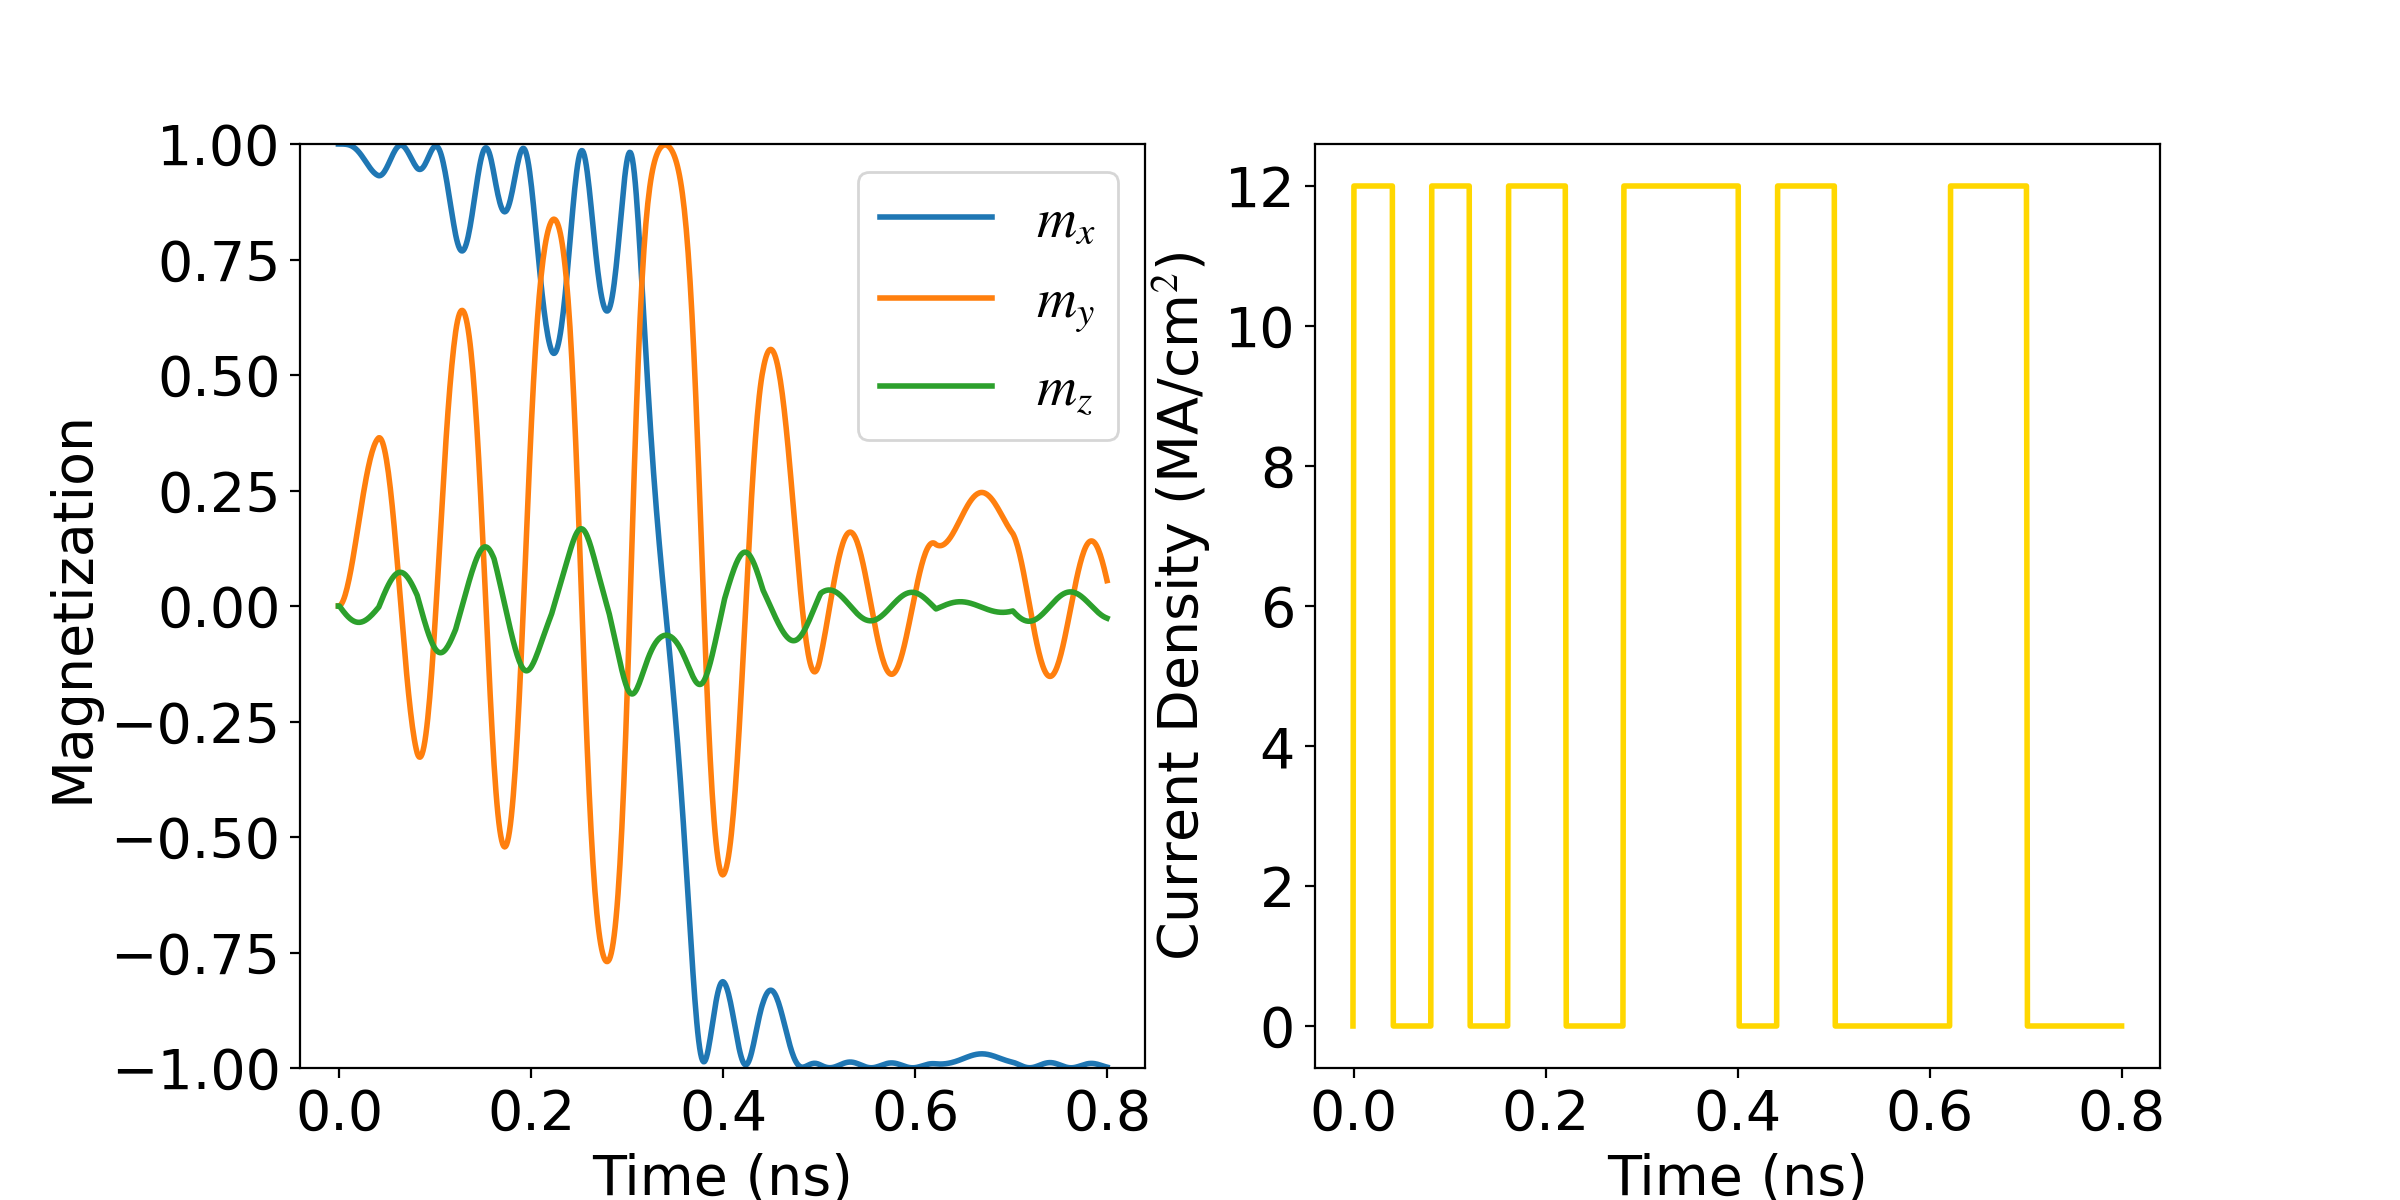 1.00
0.75
0.50
0.25
0.00
−0.25
−0.50
−0.75
−1.00
Magnetization
0.0 0.2 0.4 0.6 0.8
Time (ns)
m_x
m_y
m_z
12
10
8
6
4
2
0
Current Density (MA/cm²)
0.0 0.2 0.4 0.6 0.8
Time (ns)